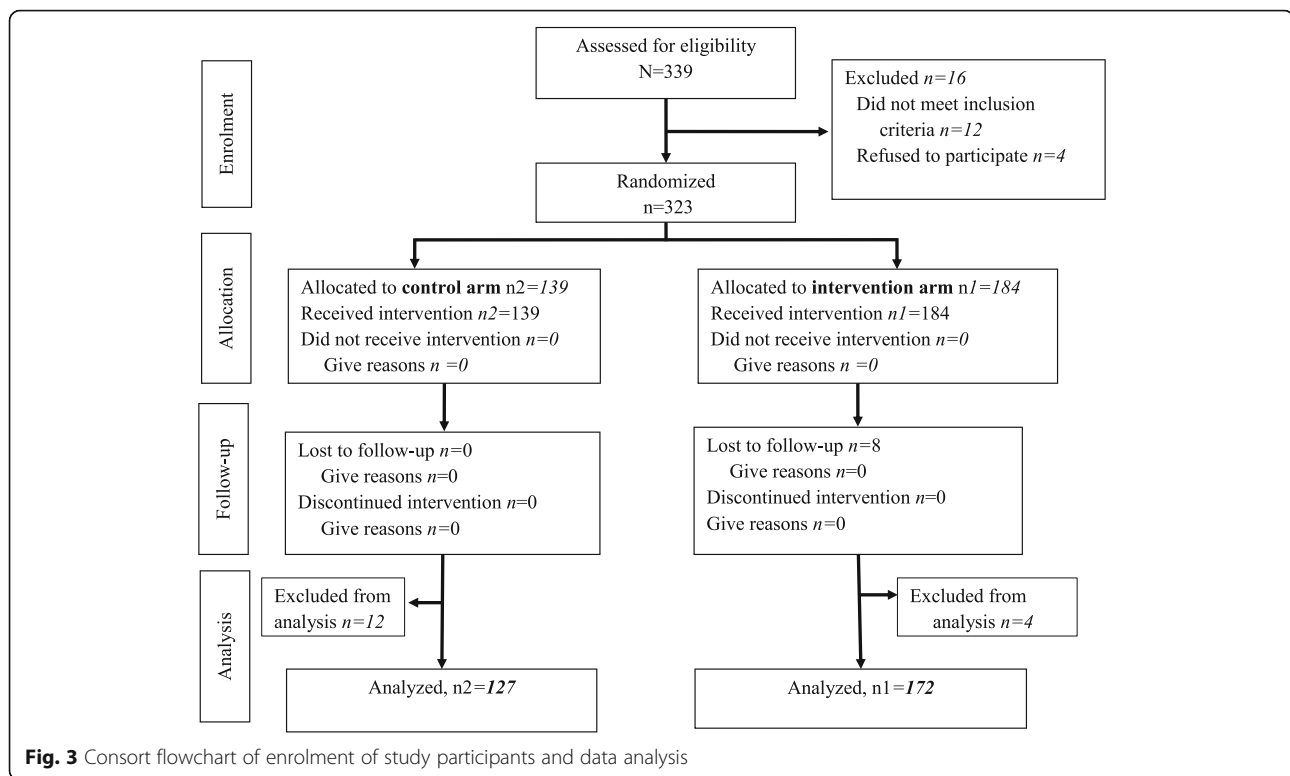 Assessed for eligibility
N=339
Excluded n=16
Did not meet inclusion
criteria n=12
Refused to participate n=4
Enrolment
Randomized
n=323
Allocation
Allocated to control arm n2=139
Received intervention n2=139
Did not receive intervention n=0
Give reasons n =0
Allocated to intervention arm n1=184
Received intervention n1=184
Did not receive intervention n=0
Give reasons n=0
Follow-up
Lost to follow-up n=0
Give reasons n=0
Discontinued intervention n=0
Give reasons n=0
Lost to follow-up n=8
Give reasons n=0
Discontinued intervention n=0
Give reasons n=0
Analysis
Excluded from
analysis n=12
Excluded from
analysis n=4
Analyzed, n2=127
Analyzed, n1=172
Fig. 3 Consort flowchart of enrolment of study participants and data analysis